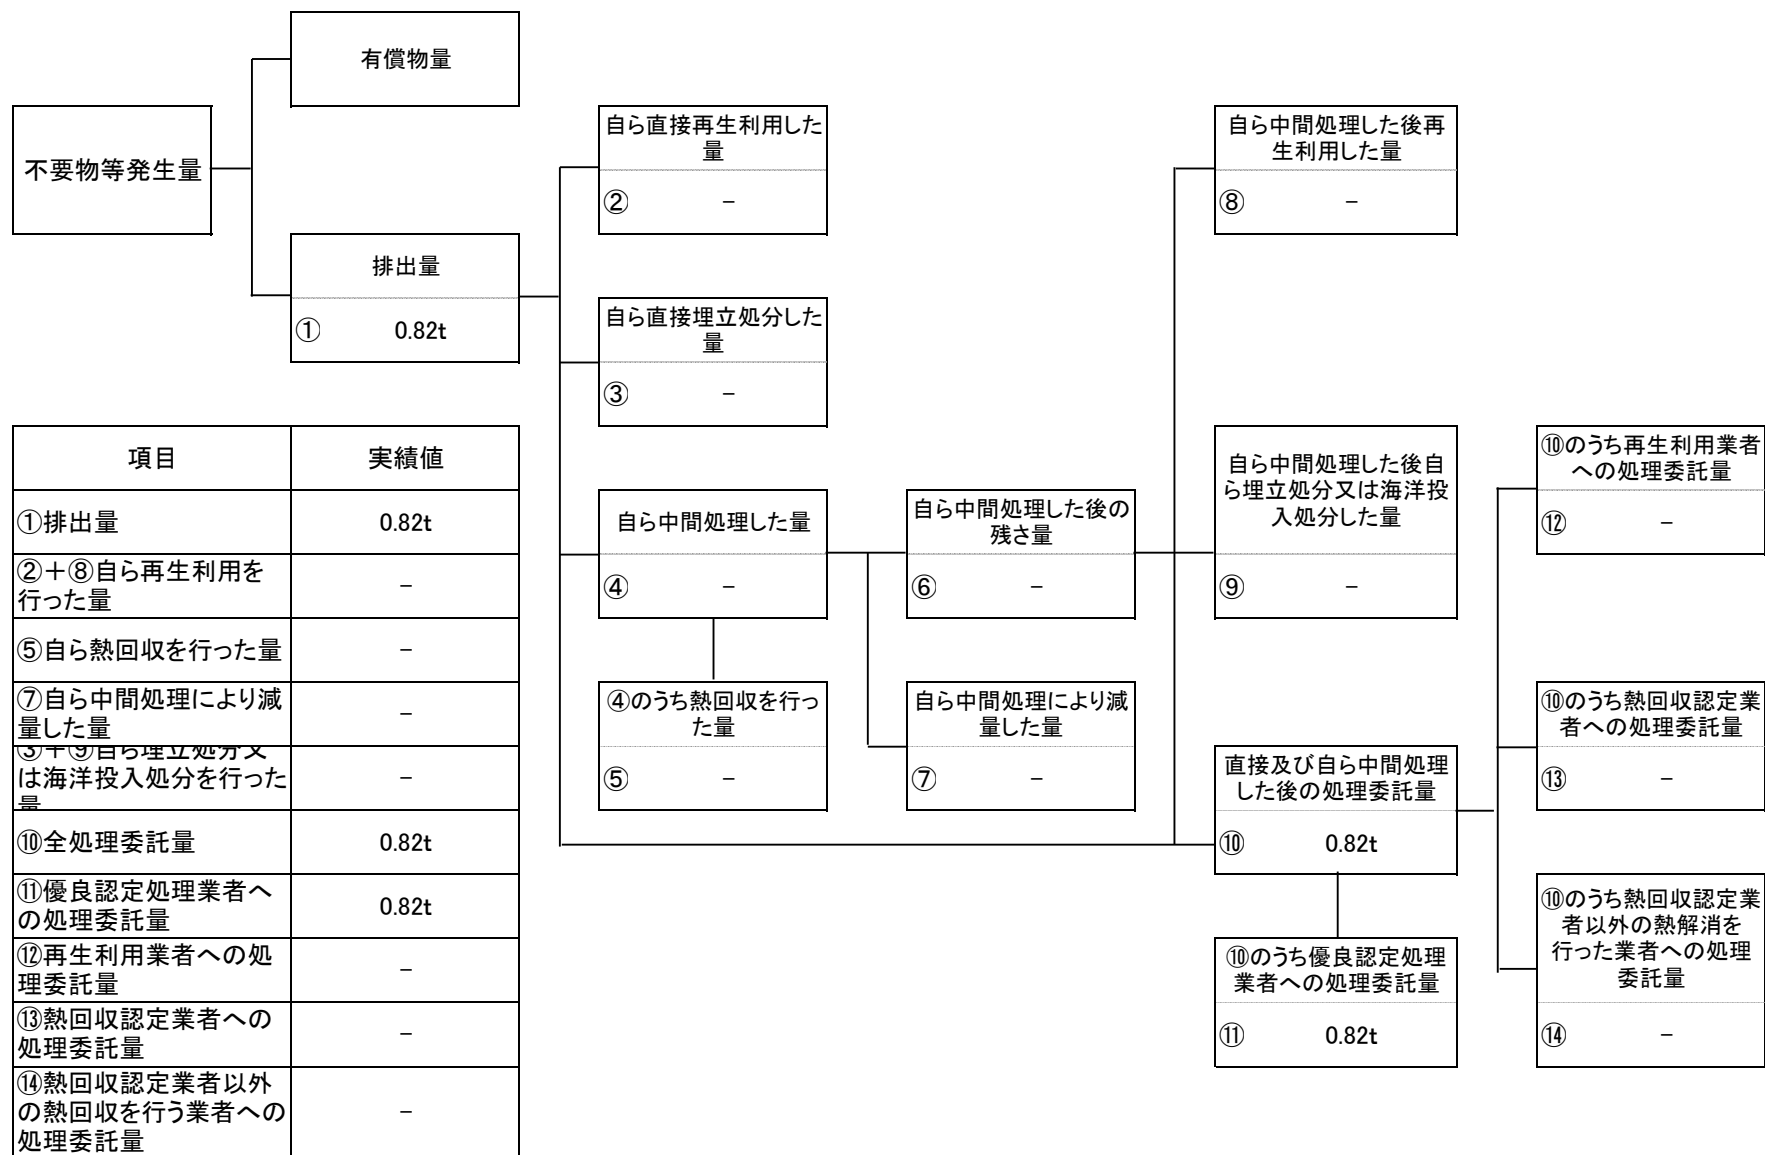 有償物量
不要物等発生量
排出量
① 0.82t
自ら直接再生利用した
量
② －
自ら直接埋立処分した
量
③ －
自ら中間処理した量
④ －
④のうち熱回収を行っ
た量
⑤ －
自ら中間処理した後の
残さ量
⑥ －
自ら中間処理により減
量した量
⑦ －
自ら中間処理した後再
生利用した量
⑧ －
自ら中間処理した後自
ら埋立処分又は海洋投
入処分した量
⑨ －
直接及び自ら中間処理
した後の処理委託量
⑩ 0.82t
⑩のうち優良認定処理
業者への処理委託量
⑪ 0.82t
⑩のうち再生利用業者
への処理委託量
⑫ －
⑩のうち熱回収認定業
者への処理委託量
⑬ －
⑩のうち熱回収認定業
者以外の熱解消を
行った業者への処理
委託量
⑭ －
項目 実績値
①排出量 0.82t
②＋⑧自ら再生利用を
行った量 －
⑤自ら熱回収を行った量 －
⑦自ら中間処理により減
量した量 －
③＋⑨自ら埋立処分又
は海洋投入処分を行った
量 －
⑩全処理委託量 0.82t
⑪優良認定処理業者へ
の処理委託量 0.82t
⑫再生利用業者への処
理委託量 －
⑬熱回収認定業者への
処理委託量 －
⑭熱回収認定業者以外
の熱回収を行う業者への
処理委託量 －